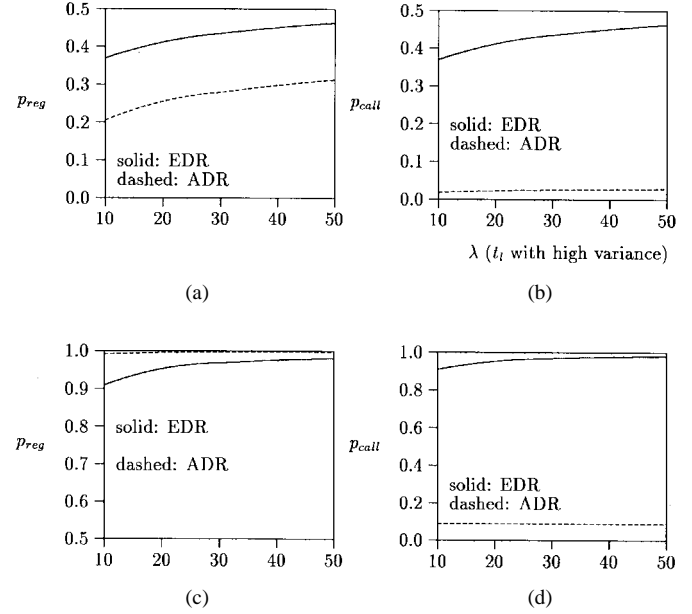 0.5
0.4
p_reg 0.3
0.2
0.1
0.0
solid: EDR
dashed: ADR
10 20 30 40 50
(a)
0.5
0.4
p_call 0.3
0.2
0.1
0.0
solid: EDR
dashed: ADR
10 20 30 40 50
λ (t_l with high variance)
(b)
1.0
0.9
p_reg 0.8
0.7
0.6
0.5
solid: EDR
dashed: ADR
10 20 30 40 50
(c)
1.0
0.8
p_call 0.6
0.4
0.2
0.0
solid: EDR
dashed: ADR
10 20 30 40 50
(d)